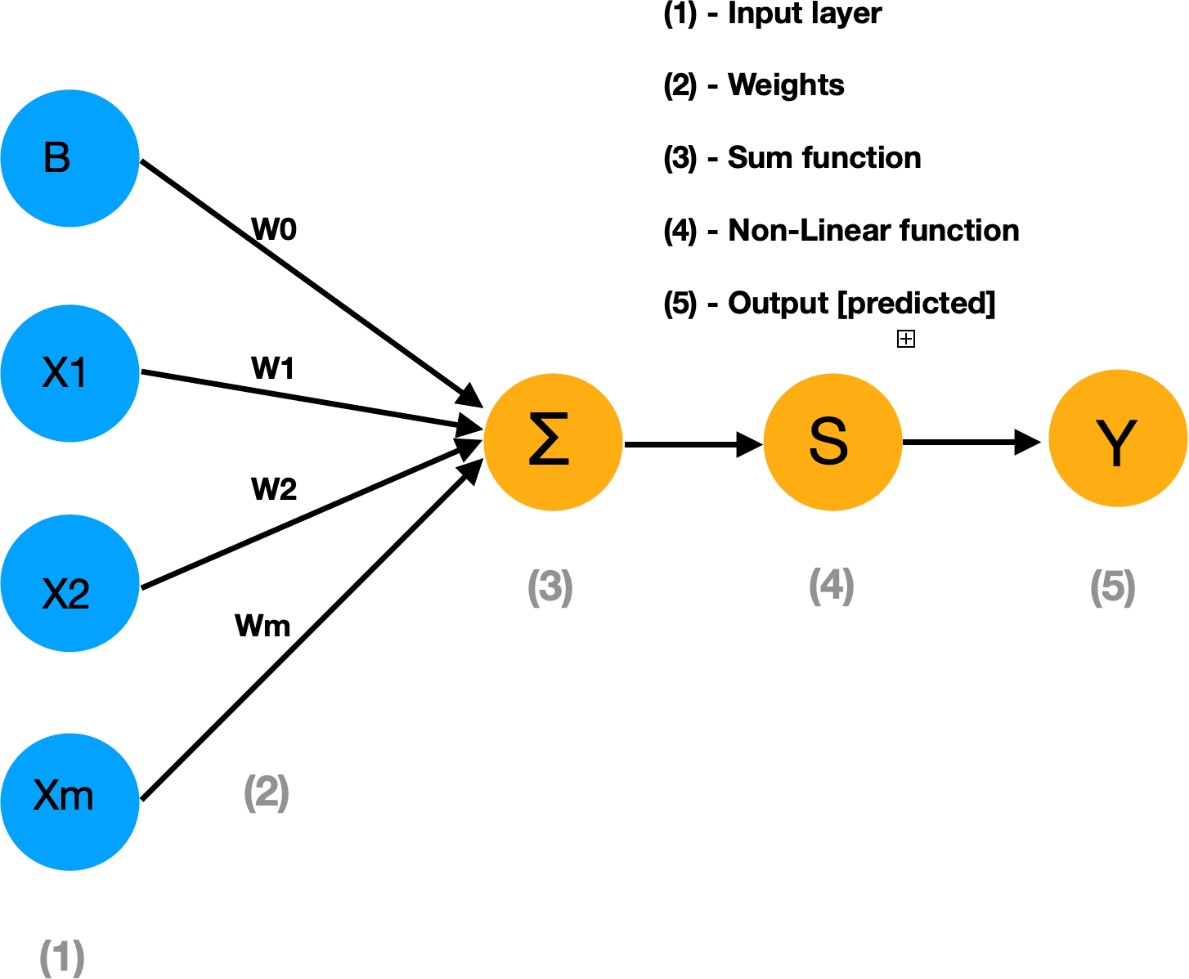 (1) - Input layer
(2) - Weights
(3) - Sum function
(4) - Non-Linear function
(5) - Output [predicted]
B
W0
X1
W1
X2
W2
Xm
Wm
Σ
S
Y
(1)
(2)
(3)
(4)
(5)